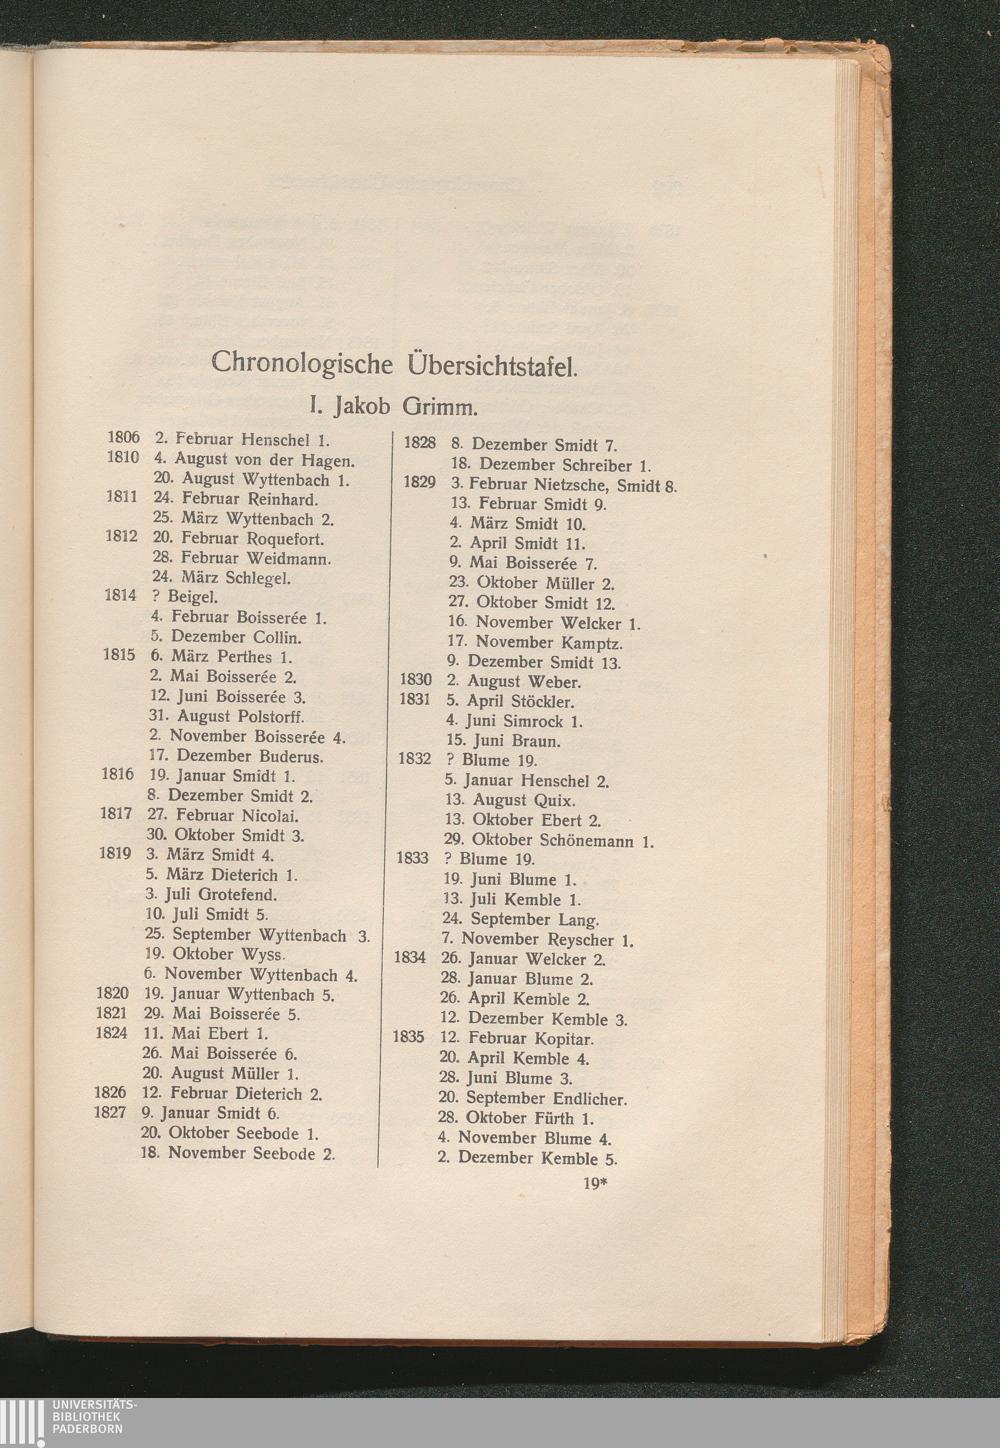 Chronologische Übersichtstafel.
I. Jakob Grimm.
1806 2. Februar Henschel 1.
1810 4. August von der Hagen.
20. August Wyttenbach 1.
1811 24. Februar Reinhard.
25. März Wyttenbach 2.
1812 20. Februar Roquefort.
28. Februar Weidmann.
24. März Schlegel.
1814 ? Beigel.
4. Februar Boisserée 1.
5. Dezember Collin.
1815 6. März Perthes 1.
2. Mai Boisserée 2.
12. Juni Boisserée 3.
31. August Polstorff.
2. November Boisserée 4.
17. Dezember Buderus.
1816 19. Januar Smidt 1.
8. Dezember Smidt 2.
1817 27. Februar Nicolai.
30. Oktober Smidt 3.
1819 3. März Smidt 4.
5. März Dieterich 1.
3. Juli Grotefend.
10. Juli Smidt 5.
25. September Wyttenbach 3.
19. Oktober Wyss.
6. November Wyttenbach 4.
1820 19. Januar Wyttenbach 5.
1821 29. Mai Boisserée 5.
1824 11. Mai Ebert 1.
26. Mai Boisserée 6.
20. August Müller 1.
1826 12. Februar Dieterich 2.
1827 9. Januar Smidt 6.
20. Oktober Seebode 1.
18. November Seebode 2.
1828 8. Dezember Smidt 7.
18. Dezember Schreiber 1.
1829 3. Februar Nietzsche, Smidt 8.
13. Februar Smidt 9.
4. März Smidt 10.
2. April Smidt 11.
9. Mai Boisserée 7.
23. Oktober Müller 2.
27. Oktober Smidt 12.
16. November Welcker 1.
17. November Kamptz.
9. Dezember Smidt 13.
1830 2. August Weber.
1831 5. April Stöckler.
4. Juni Simrock 1.
15. Juni Braun.
1832 ? Blume 19.
5. Januar Henschel 2.
13. August Quix.
13. Oktober Ebert 2.
29. Oktober Schönemann 1.
1833 ? Blume 19.
19. Juni Blume 1.
13. Juli Kemble 1.
24. September Lang.
7. November Reyscher 1.
1834 26. Januar Welcker 2.
28. Januar Blume 2.
26. April Kemble 2.
12. Dezember Kemble 3.
1835 12. Februar Kopitar.
20. April Kemble 4.
28. Juni Blume 3.
20. September Endlicher.
28. Oktober Fürth 1.
4. November Blume 4.
2. Dezember Kemble 5.
19*
UNIVERSITÄTS-
BIBLIOTHEK
PADERBORN